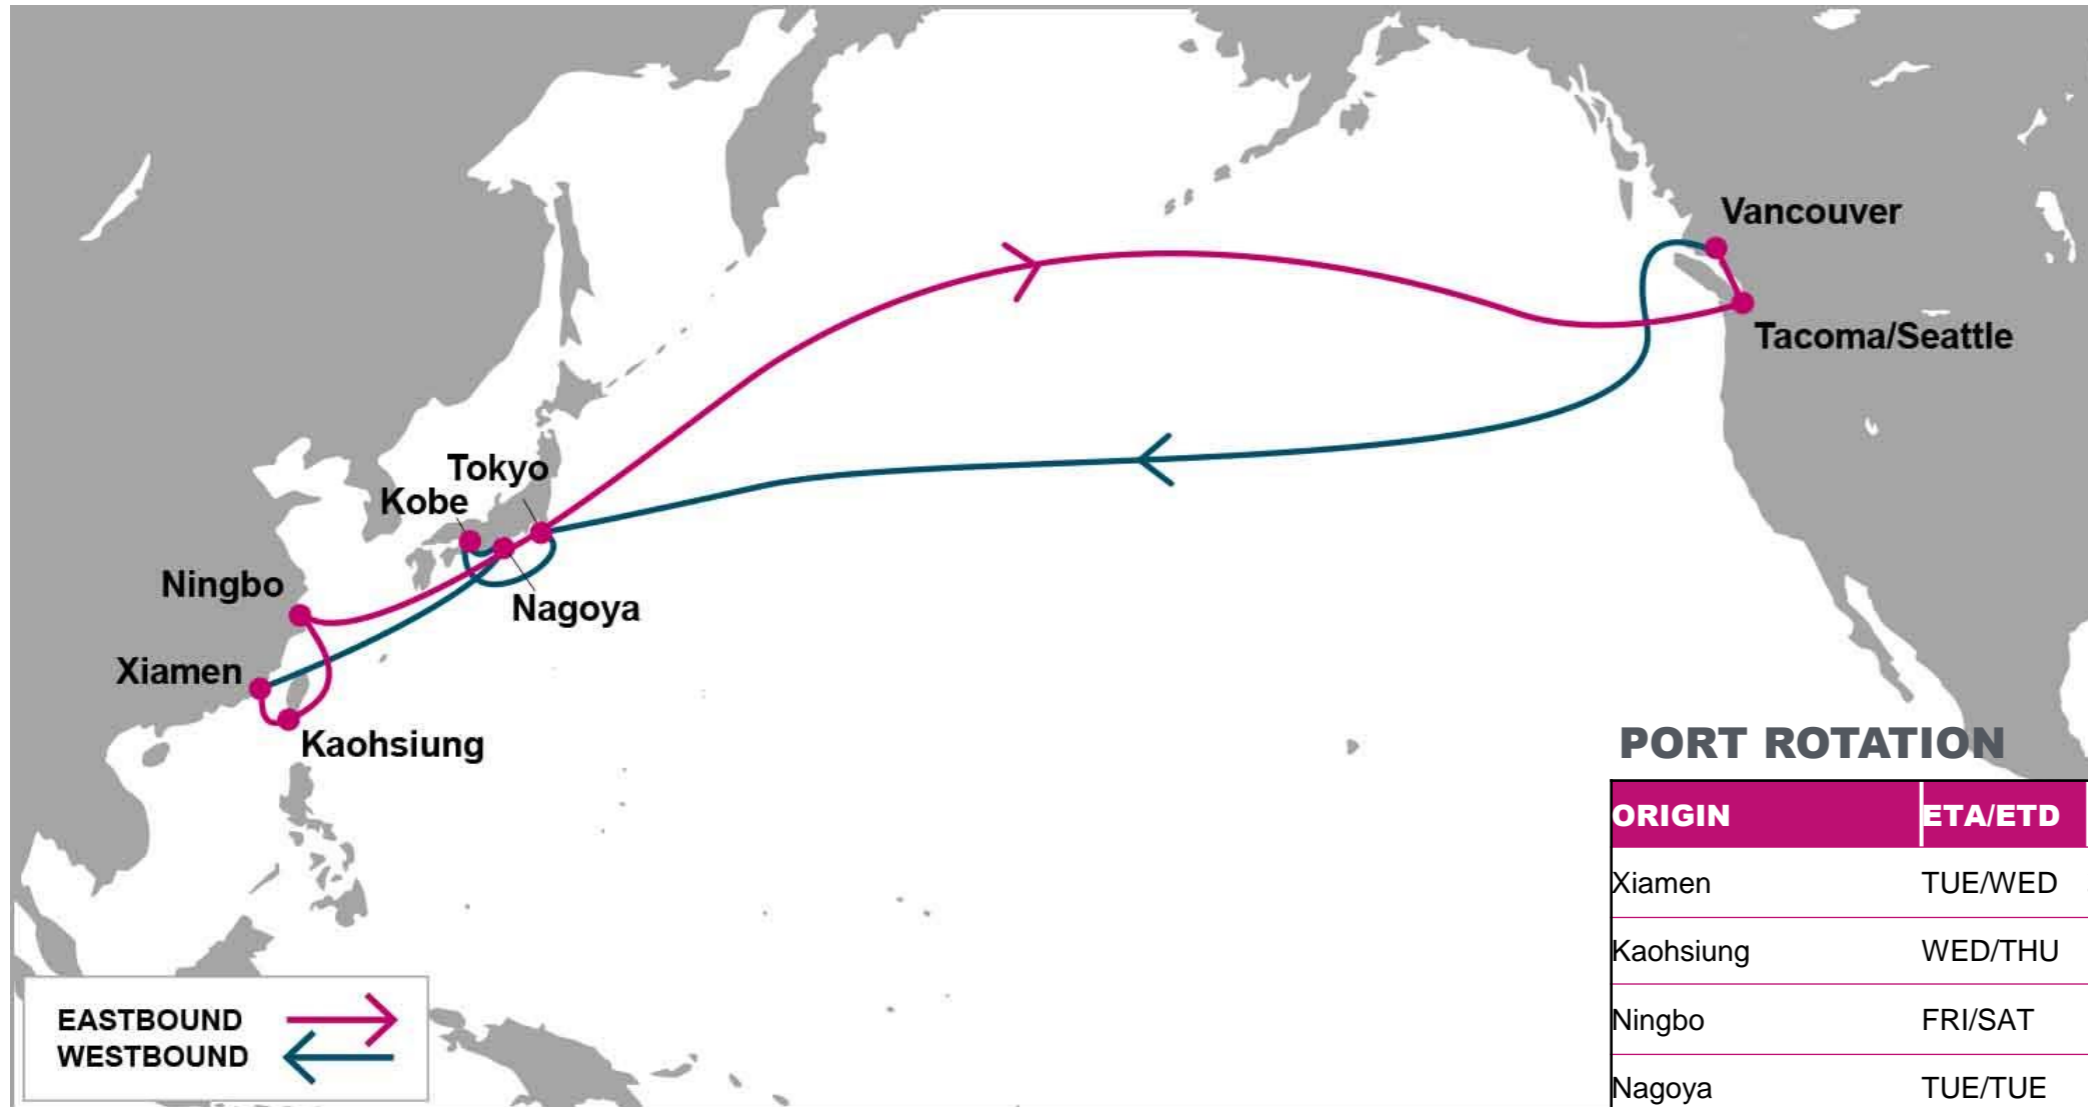 Vancouver
Tacoma/Seattle
Tokyo
Kobe
Ningbo
Nagoya
Xiamen
Kaohsiung
PORT ROTATION
ORIGIN ETA/ETD
Xiamen TUE/WED
Kaohsiung WED/THU
Ningbo FRI/SAT
Nagoya TUE/TUE
EASTBOUND
WESTBOUND